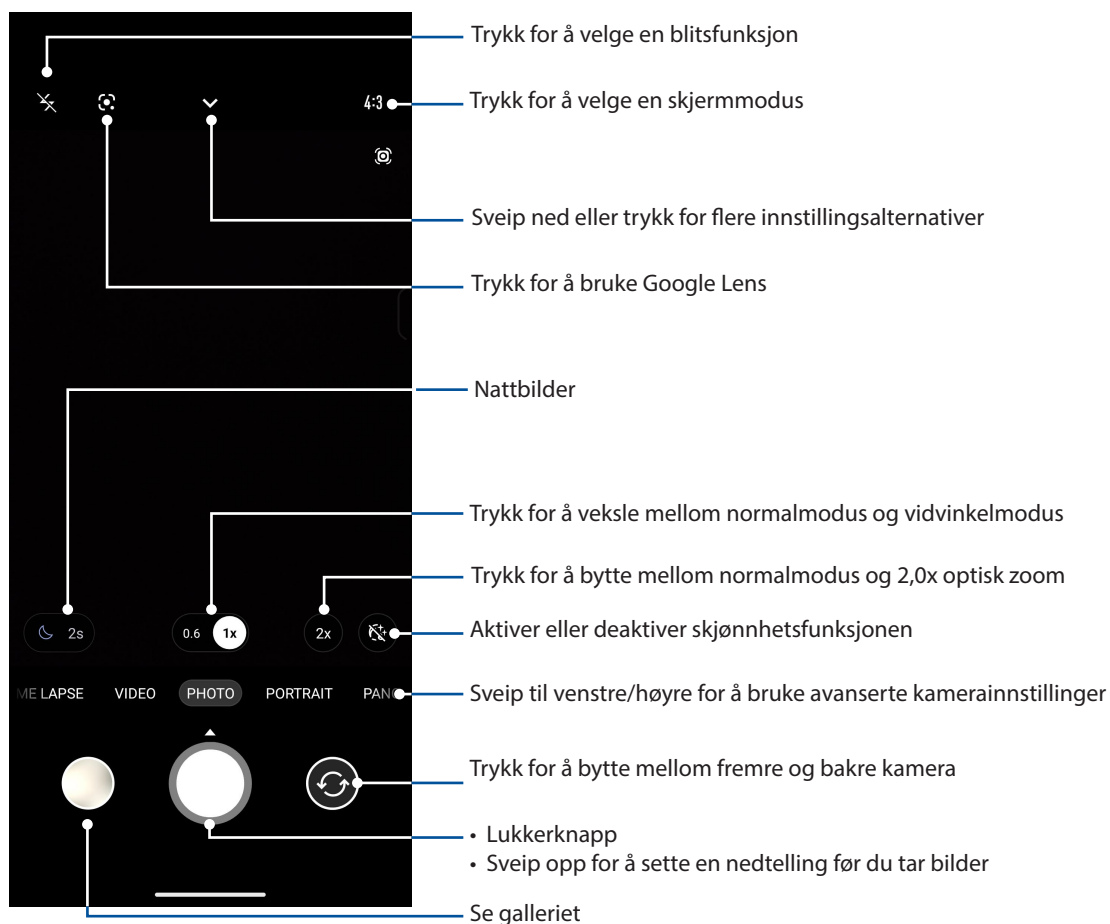 Trykk for å velge en blitsfunksjon
4:3
Trykk for å velge en skjermmodus
Sveip ned eller trykk for flere innstillingsalternativer
Trykk for å bruke Google Lens
Nattbilder
Trykk for å veksle mellom normalmodus og vidvinkelmodus
Trykk for å bytte mellom normalmodus og 2,0x optisk zoom
2s
0.6 1x
2x
Aktiver eller deaktiver skjønnhetsfunksjonen
ME LAPSE VIDEO PHOTO PORTRAIT PANO
Sveip til venstre/høyre for å bruke avanserte kamerainnstillinger
Trykk for å bytte mellom fremre og bakre kamera
• Lukkerknapp
• Sveip opp for å sette en nedtelling før du tar bilder
Se galleriet